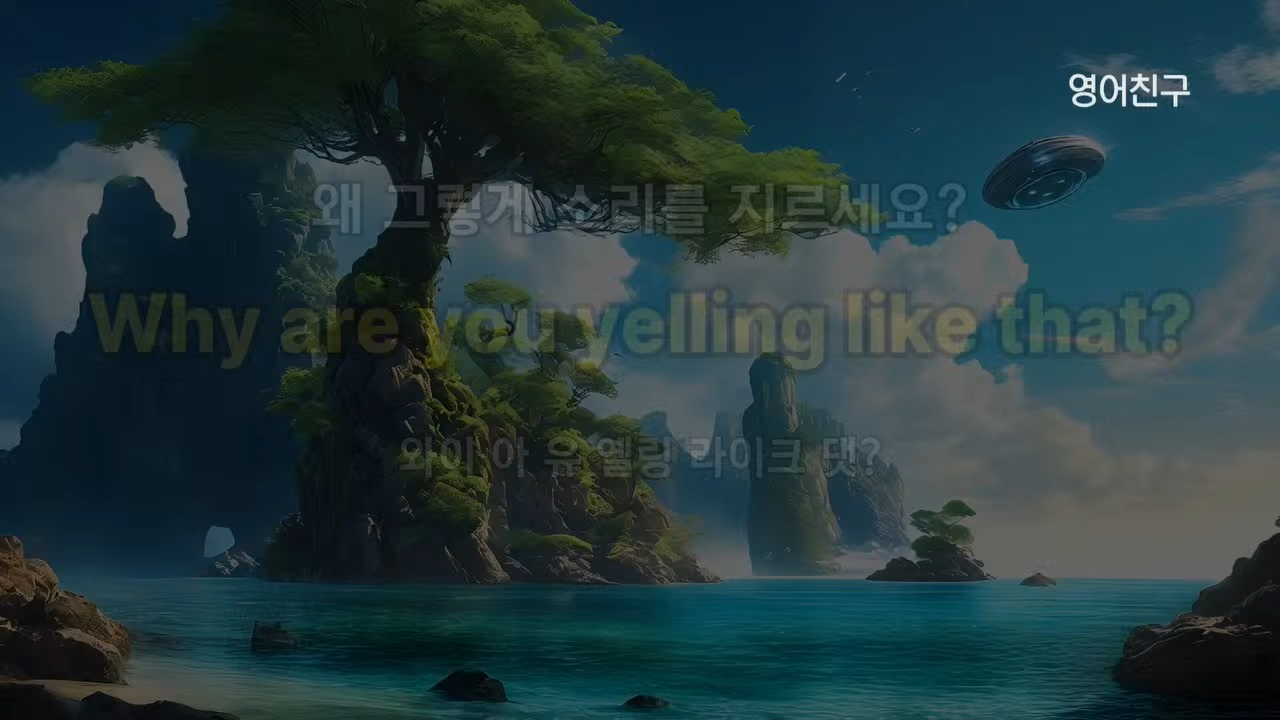 영어친구
왜 그렇게 소리를 지르세요?
Why are you yelling like that?
와이 아 유 옐링 라이크 댓?